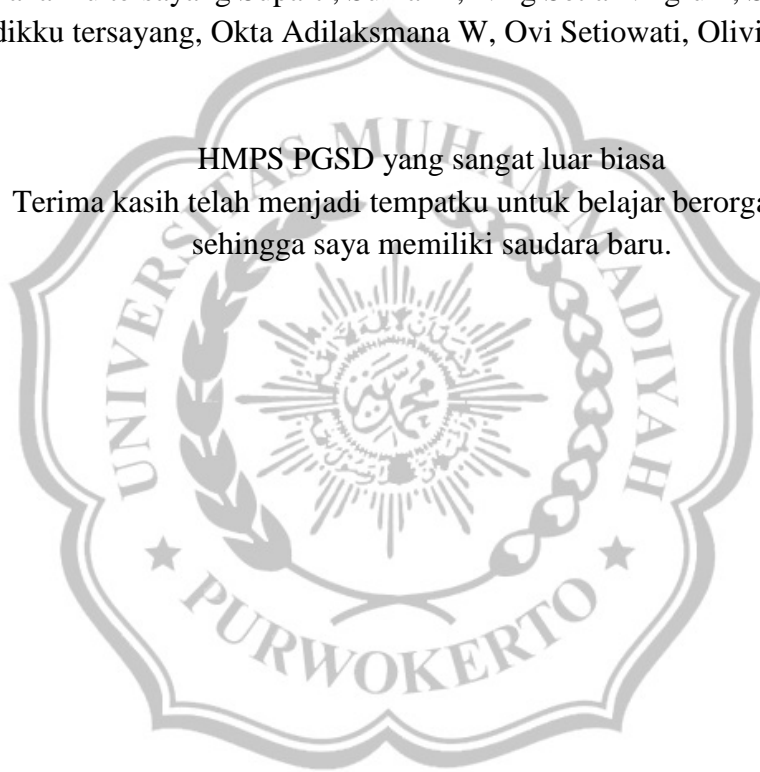 tersayang
dikku tersayang, Okta Adilaksmana W, Ovi Setiowati, Olivi
HMPS PGSD yang sangat luar biasa
Terima kasih telah menjadi tempatku untuk belajar berorga
sehingga saya memiliki saudara baru.
UNIVERSITAS MUHAMMADIYAH
PURWOKERTO